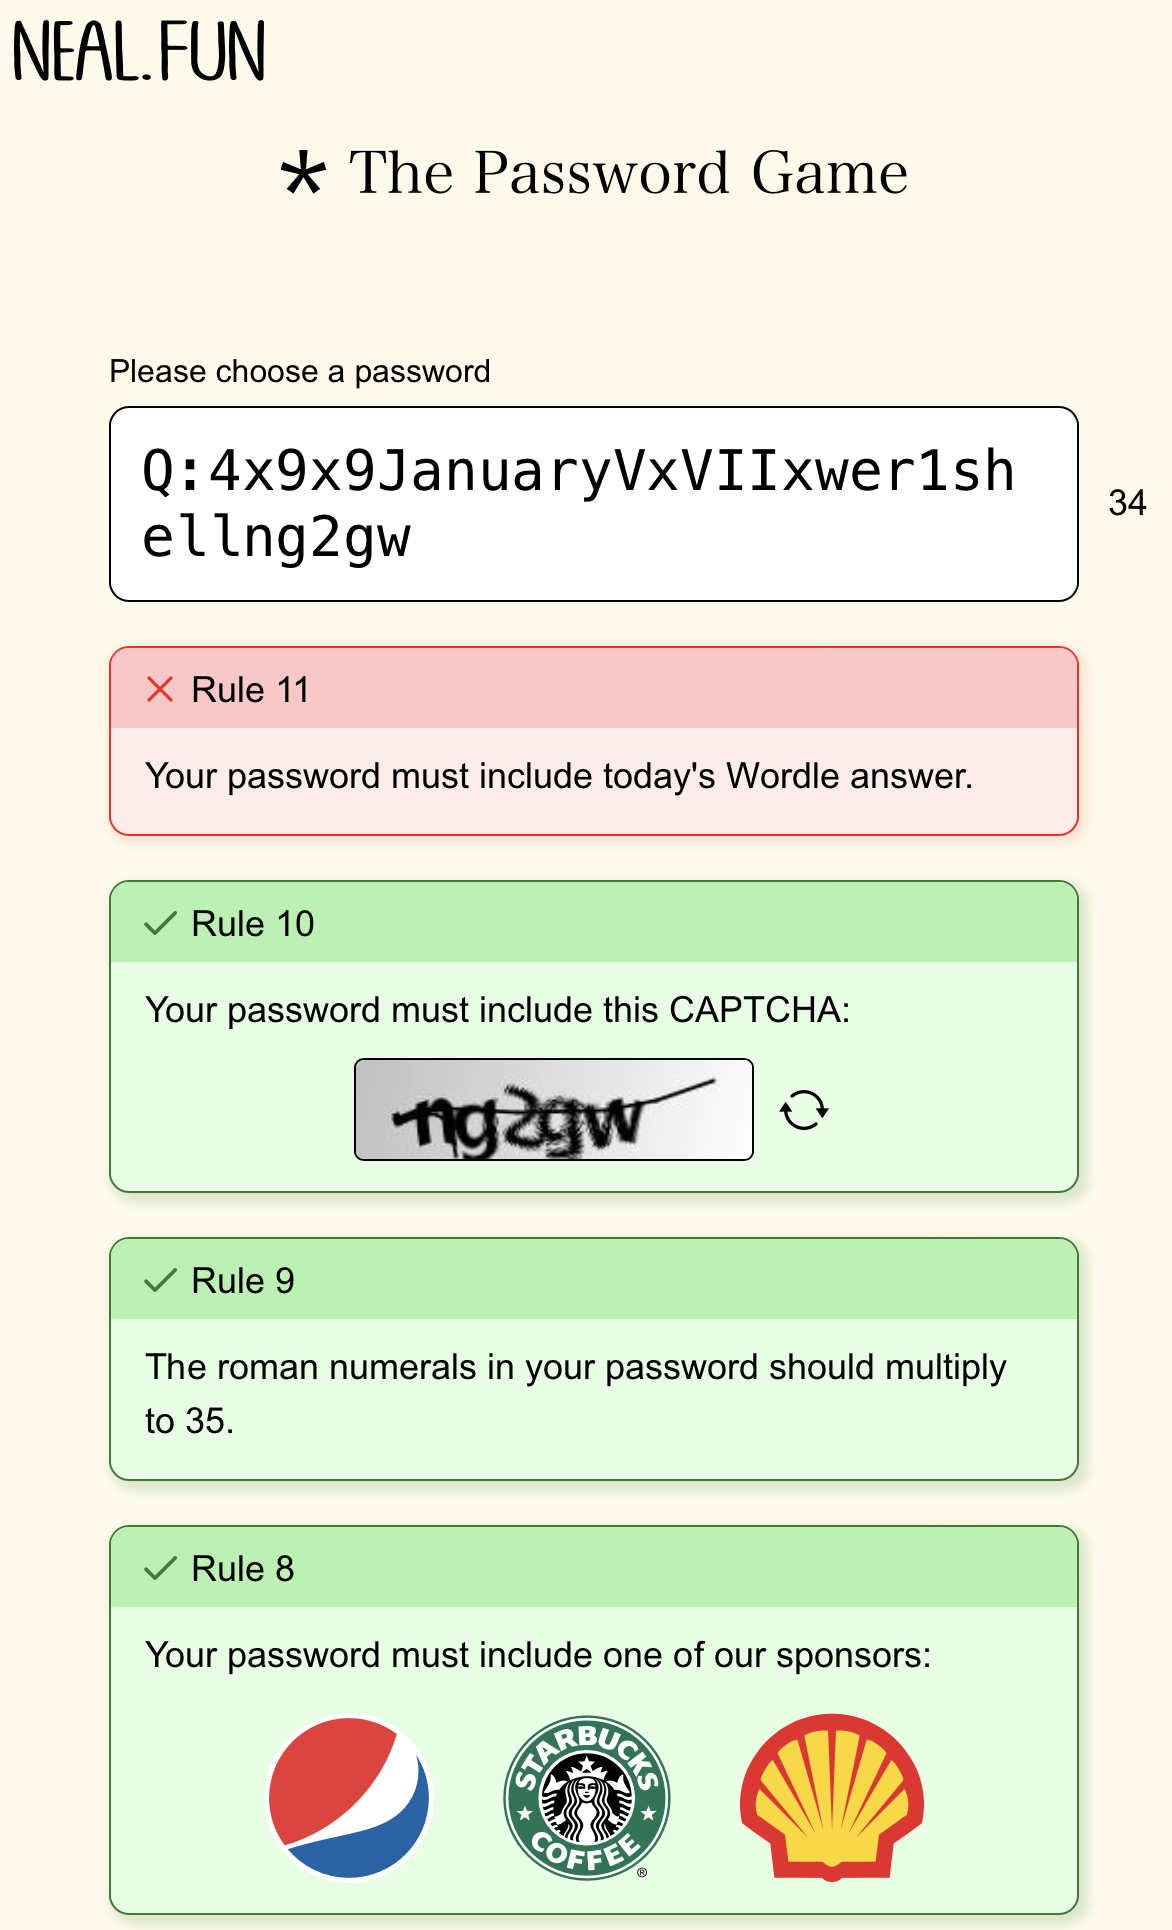 NEAL.FUN
* The Password Game
Please choose a password
Q:4x9x9JanuaryVxVIIxwer1sh
ellng2gw
34
Rule 11
Your password must include today's Wordle answer.
Rule 10
Your password must include this CAPTCHA:
ng2gw
Rule 9
The roman numerals in your password should multiply
to 35.
Rule 8
Your password must include one of our sponsors:
STARBUCKS
COFFEE
®